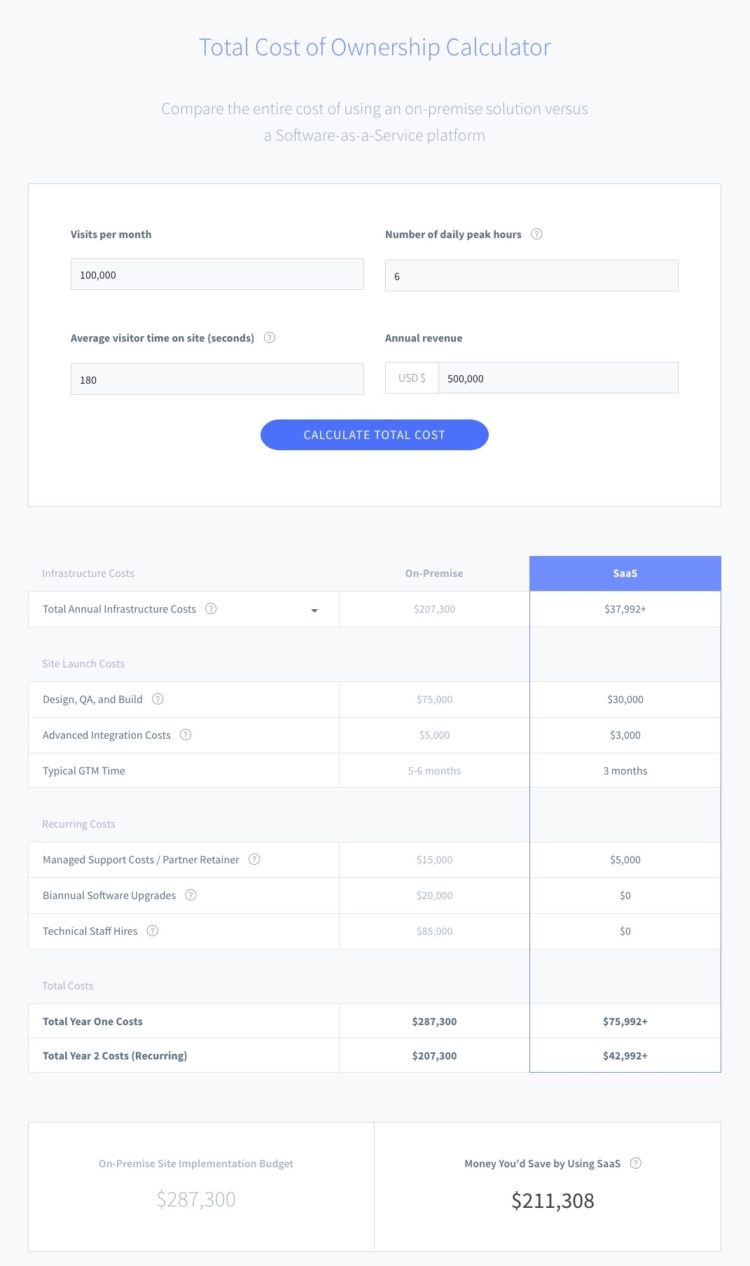 Total Cost of Ownership Calculator
Compare the entire cost of using an on-premise solution versus
a Software-as-a-Service platform
Visits per month
Number of daily peak hours ?
100,000
6
Average visitor time on site (seconds) ?
Annual revenue
180
USD $ 500,000
CALCULATE TOTAL COST
Infrastructure Costs On-Premise SaaS
Total Annual Infrastructure Costs ? $207,300 $37,992+
Site Launch Costs
Design, QA, and Build ? $75,000 $30,000
Advanced Integration Costs ? $5,000 $3,000
Typical GTM Time 5-6 months 3 months
Recurring Costs
Managed Support Costs / Partner Retainer ? $15,000 $5,000
Biannual Software Upgrades ? $20,000 $0
Technical Staff Hires ? $85,000 $0
Total Costs
Total Year One Costs $287,300 $75,992+
Total Year 2 Costs (Recurring) $207,300 $42,992+
On-Premise Site Implementation Budget
$287,300
Money You'd Save by Using SaaS ?
$211,308